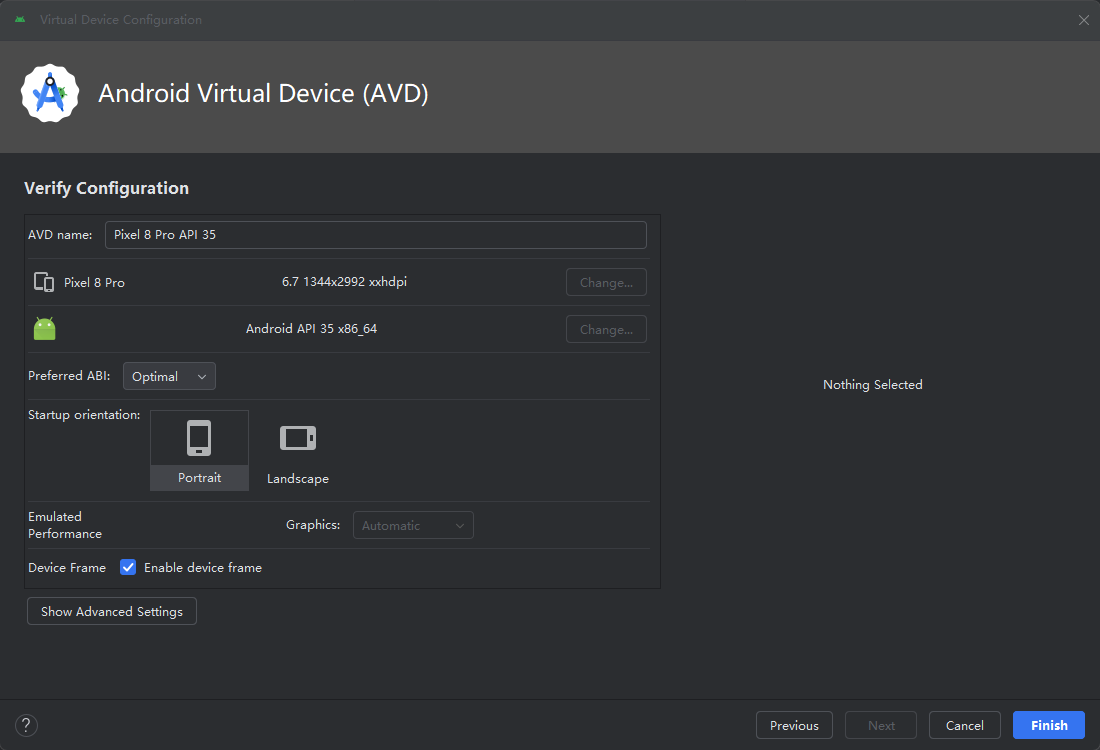 Virtual Device Configuration
Android Virtual Device (AVD)
Verify Configuration
AVD name: Pixel 8 Pro API 35
Pixel 8 Pro 6.7 1344x2992 xxhdpi Change...
Android API 35 x86_64 Change...
Preferred ABI: Optimal
Nothing Selected
Startup orientation:
Portrait Landscape
Emulated
Performance
Graphics: Automatic
Device Frame Enable device frame
Show Advanced Settings
? Previous Next Cancel Finish